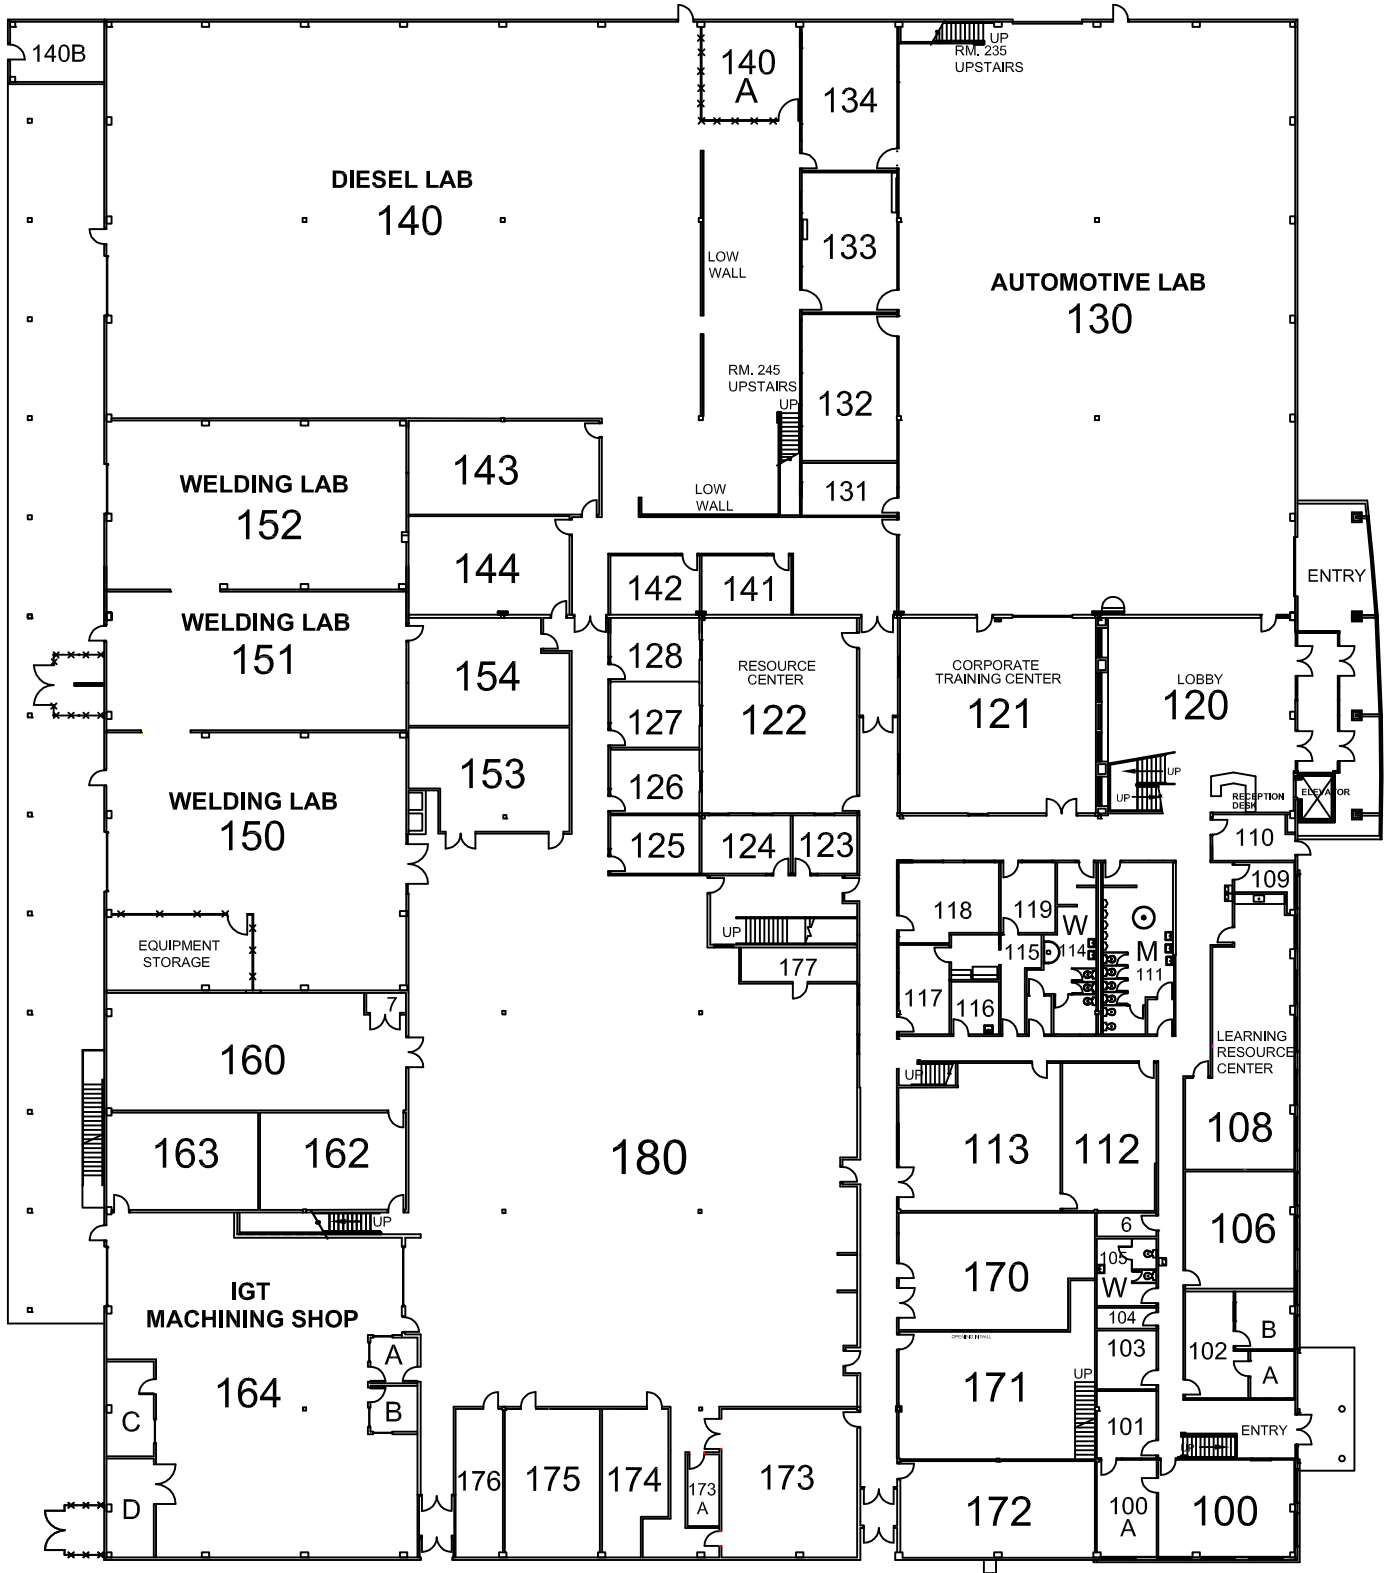 140B
140
A
134
UP
RM. 235
UPSTAIRS
DIESEL LAB
140
LOW
WALL
133
AUTOMOTIVE LAB
130
RM. 245
UPSTAIRS
UP
132
WELDING LAB
152
143
LOW
WALL
131
144
142
141
ENTRY
WELDING LAB
151
154
128
RESOURCE
CENTER
122
CORPORATE
TRAINING CENTER
121
LOBBY
120
127
153
126
UP
UP
RECEPTION
DESK
ELEVATOR
WELDING LAB
150
125
124
123
110
109
118
119
W
114
M
111
115
UP
EQUIPMENT
STORAGE
177
117
116
7
160
LEARNING
RESOURCE
CENTER
108
UP
113
112
163
162
180
UP
6
106
105
W
170
IGT
MACHINING SHOP
164
A
B
C
D
OPENING IN WALL
104
103
102
B
A
171
UP
101
ENTRY
UP
176
175
174
173
A
173
172
100
A
100